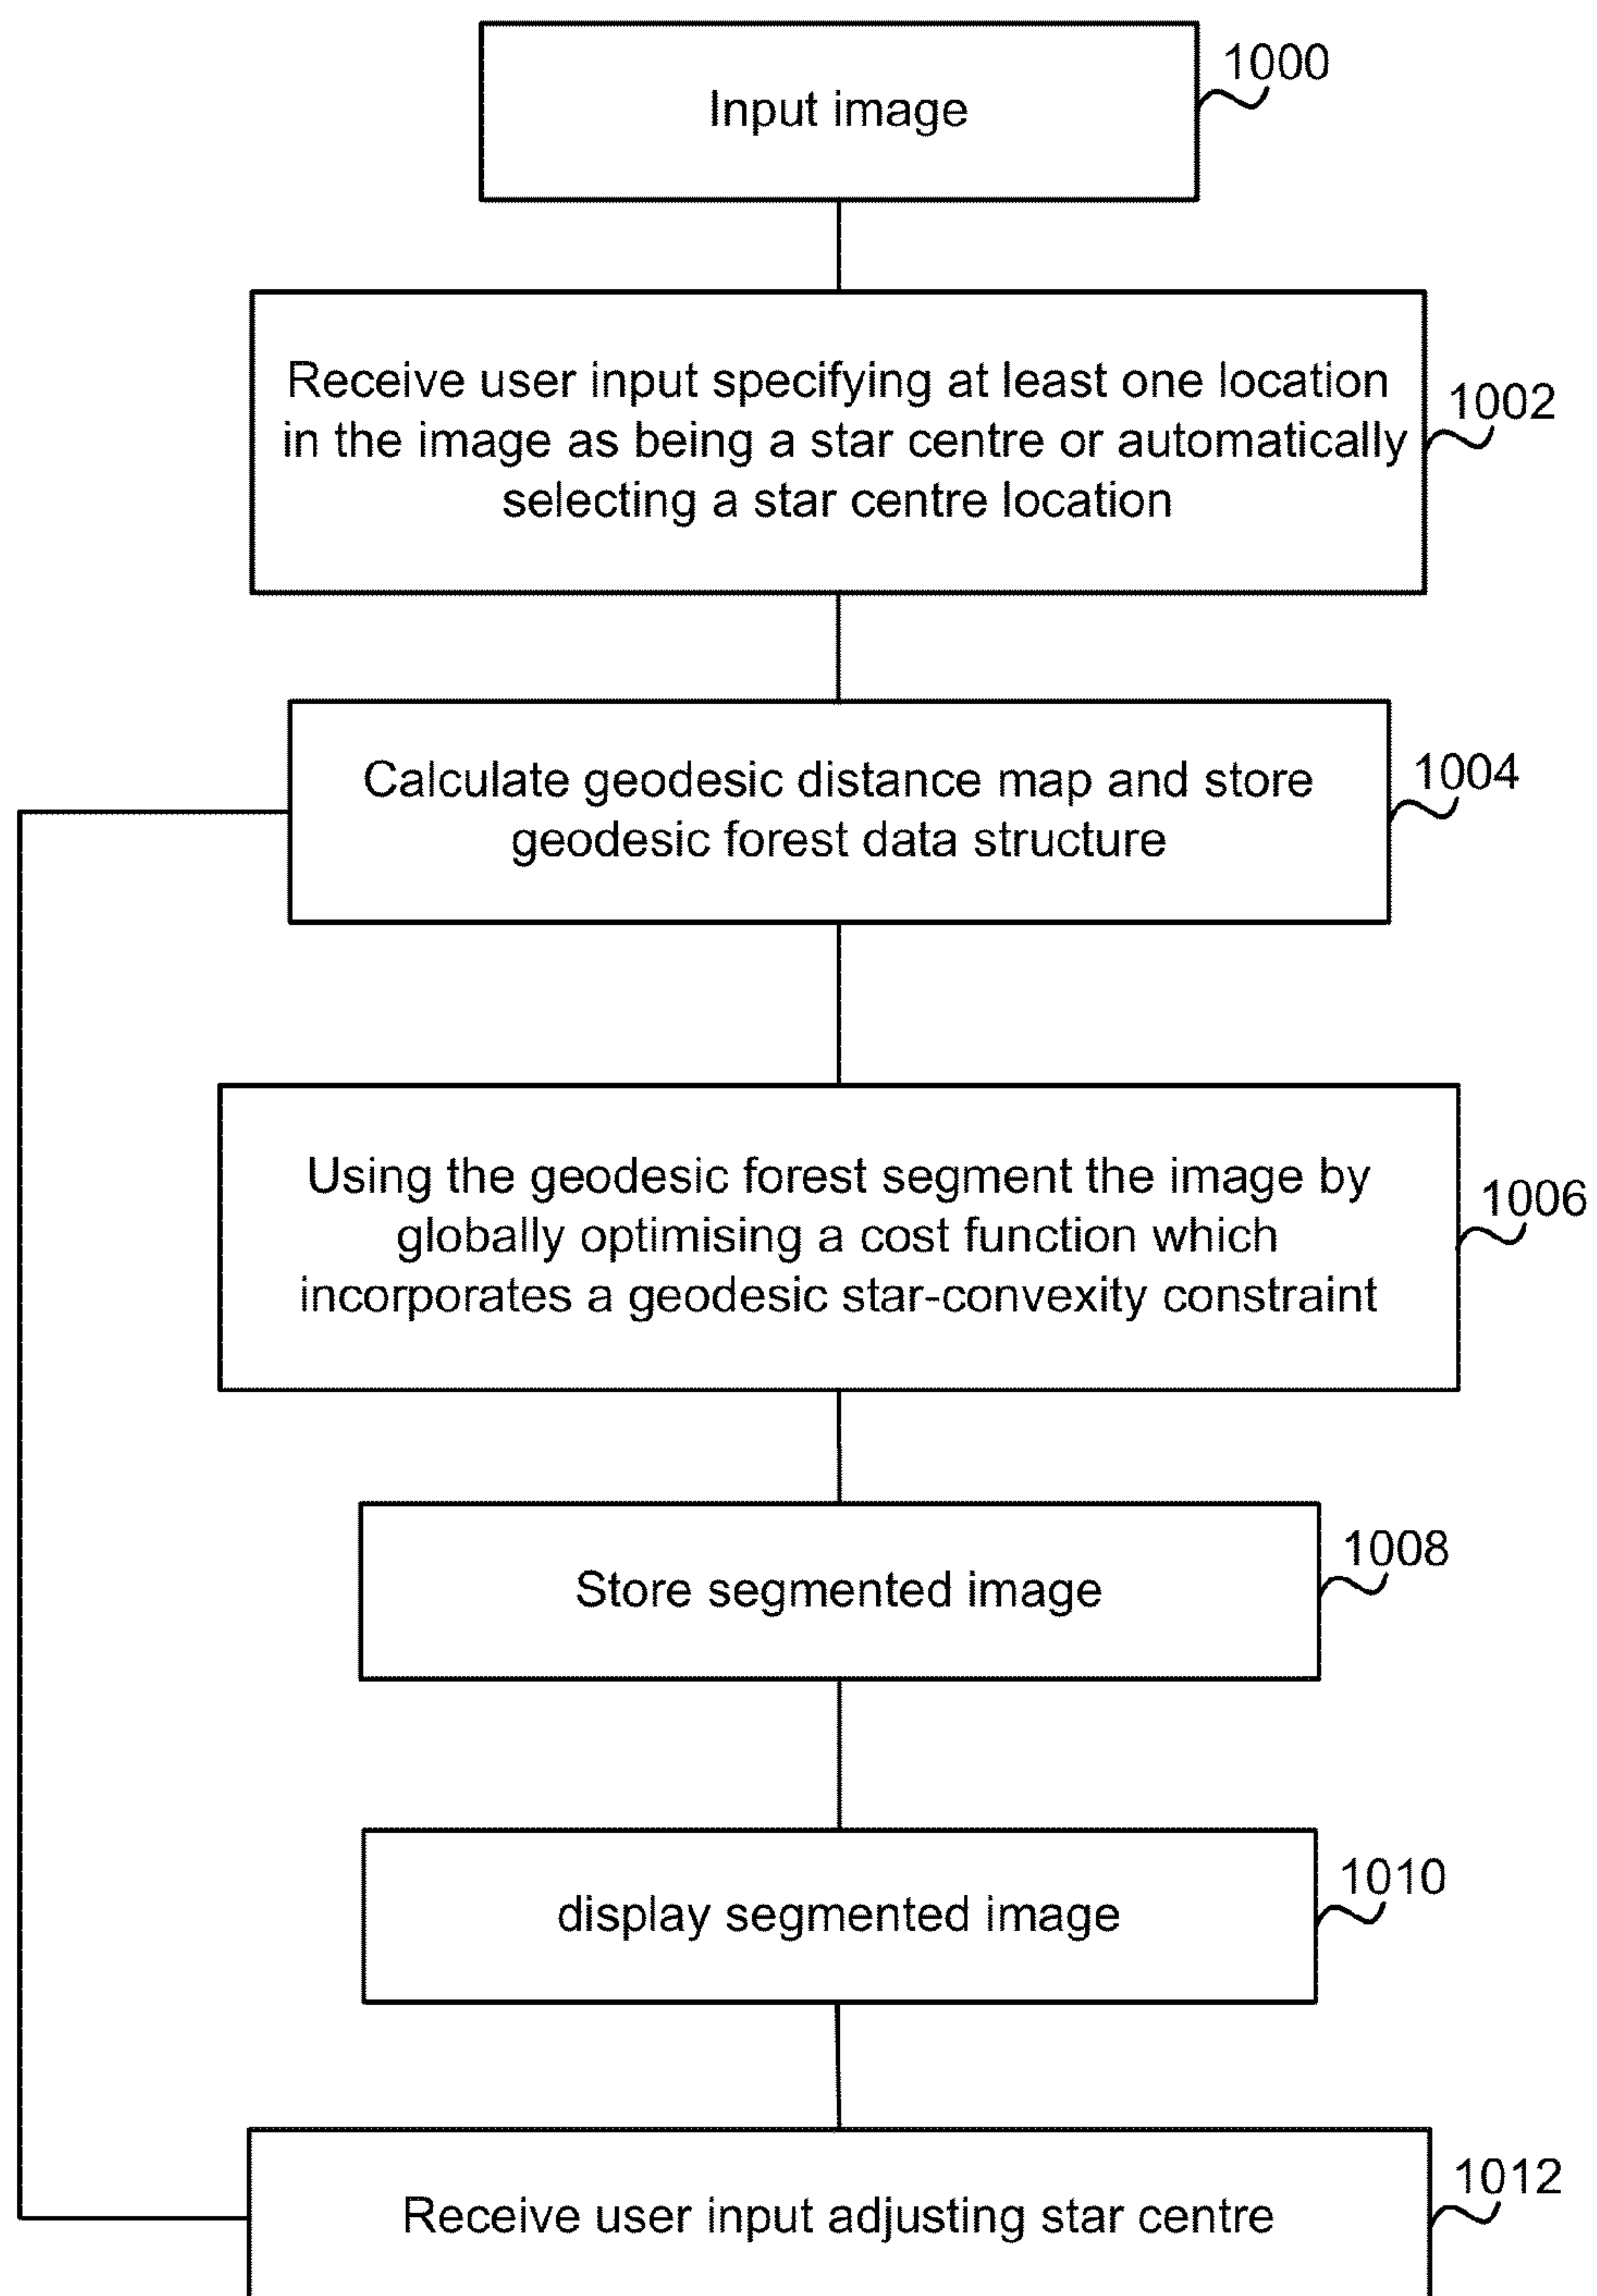 Input image
1000
Receive user input specifying at least one location
in the image as being a star centre or automatically
selecting a star centre location
1002
Calculate geodesic distance map and store
geodesic forest data structure
1004
Using the geodesic forest segment the image by
globally optimising a cost function which
incorporates a geodesic star-convexity constraint
1006
Store segmented image
1008
display segmented image
1010
Receive user input adjusting star centre
1012